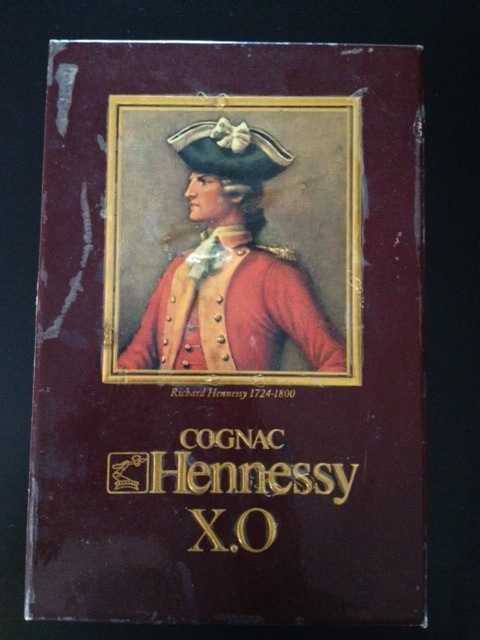 Richard Hennessy 1724-1800
COGNAC
Hennessy
X.O